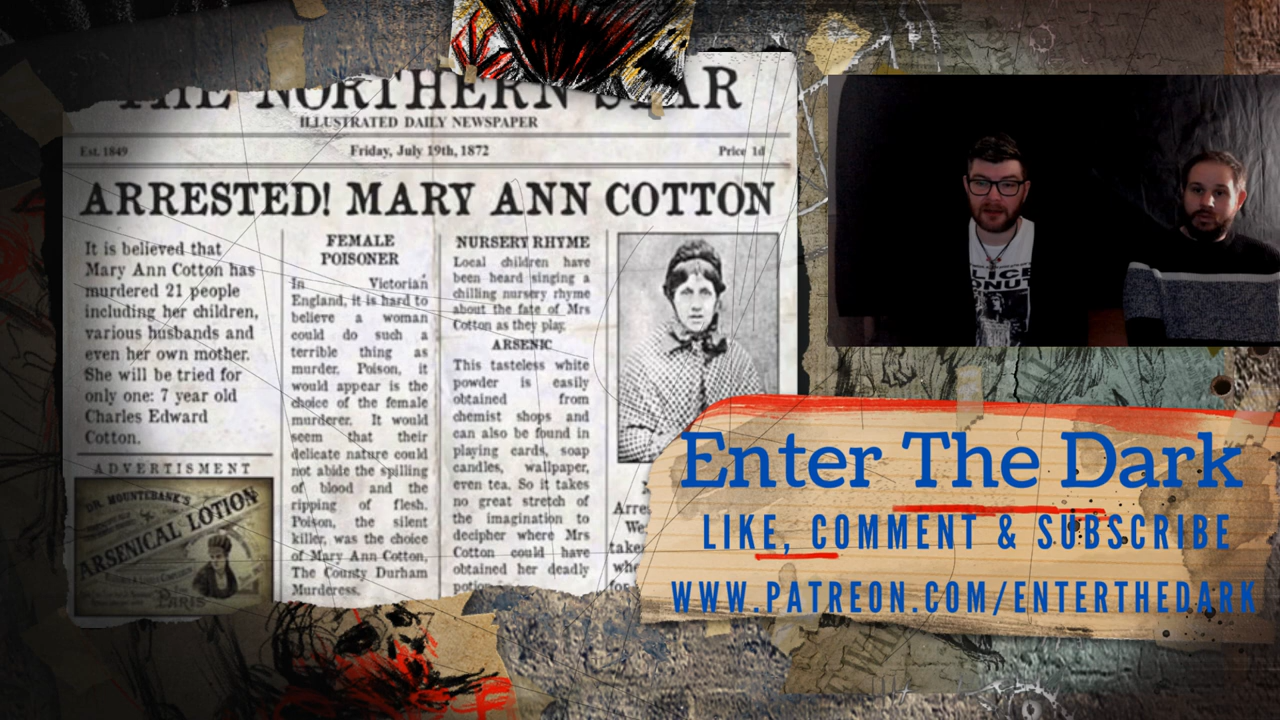 THE NORTHERN STAR
ILLUSTRATED DAILY NEWSPAPER
Est. 1849
Friday, July 19th, 1872
Price 1d
ARRESTED! MARY ANN COTTON
It is believed that
Mary Ann Cotton has
murdered 21 people
including her children,
various husbands and
even her own mother.
She will be tried for
only one: 7 year old
Charles Edward
Cotton.
ADVERTISMENT
DR. MOUNTEBANK'S
ARSENICAL LOTION
PARIS
FEMALE
POISONER
In Victorian
England, it is hard to
believe a woman
could do such a
terrible thing as
murder. Poison, it
would appear is the
choice of the female
murderer. It would
seem that their
delicate nature could
not abide the spilling
of blood and the
ripping of flesh.
Poison, the silent
killer, was the choice
of Mary Ann Cotton,
The County Durham
Murderess.
NURSERY RHYME
Local children have
been heard singing a
chilling nursery rhyme
about the fate of Mrs
Cotton as they play.
ARSENIC
This tasteless white
powder is easily
obtained from
chemist shops and
can also be found in
playing cards, soap
candles, wallpaper,
even tea. So it takes
no great stretch of
the imagination to
decipher where Mrs
Cotton could have
obtained her deadly
Enter The Dark
LIKE, COMMENT & SUBSCRIBE
WWW.PATREON.COM/ENTERTHEDARK